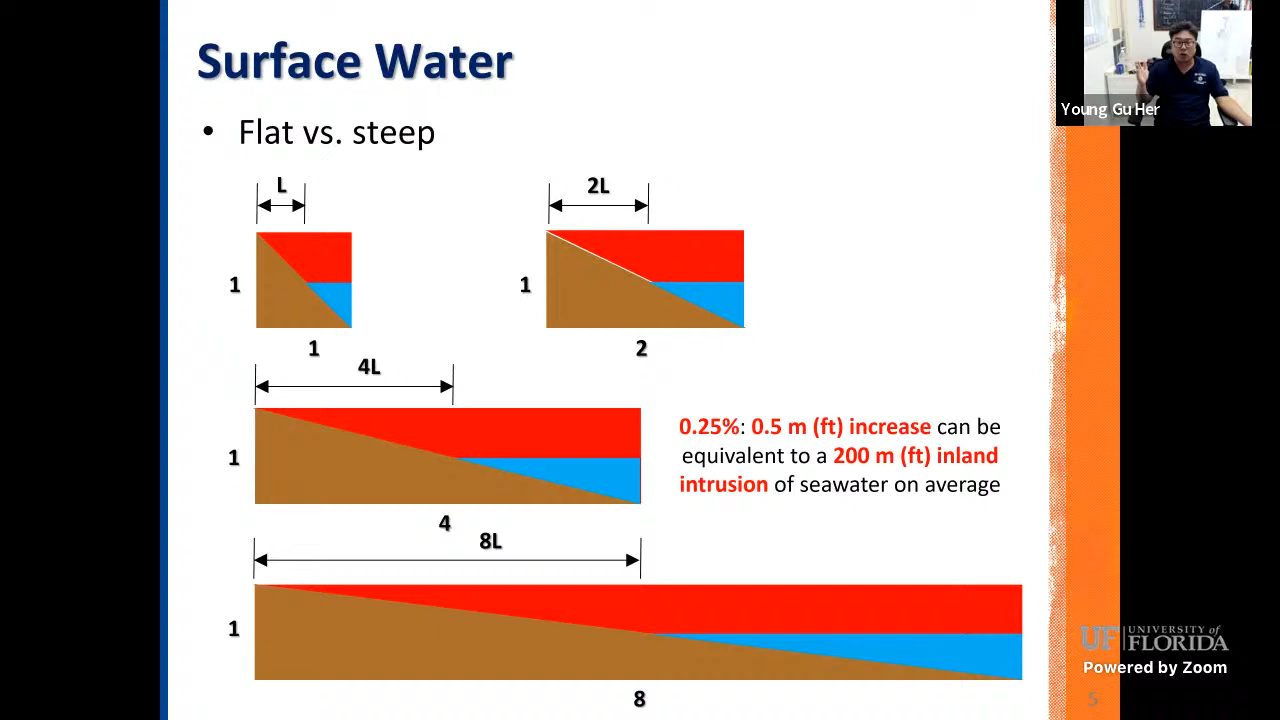 Surface Water
Young Gu Her
• Flat vs. steep
L
2L
1
1
1
2
4L
1
0.25%: 0.5 m (ft) increase can be
equivalent to a 200 m (ft) inland
intrusion of seawater on average
4
8L
1
8
UF UNIVERSITY of
FLORIDA
Powered by Zoom
5